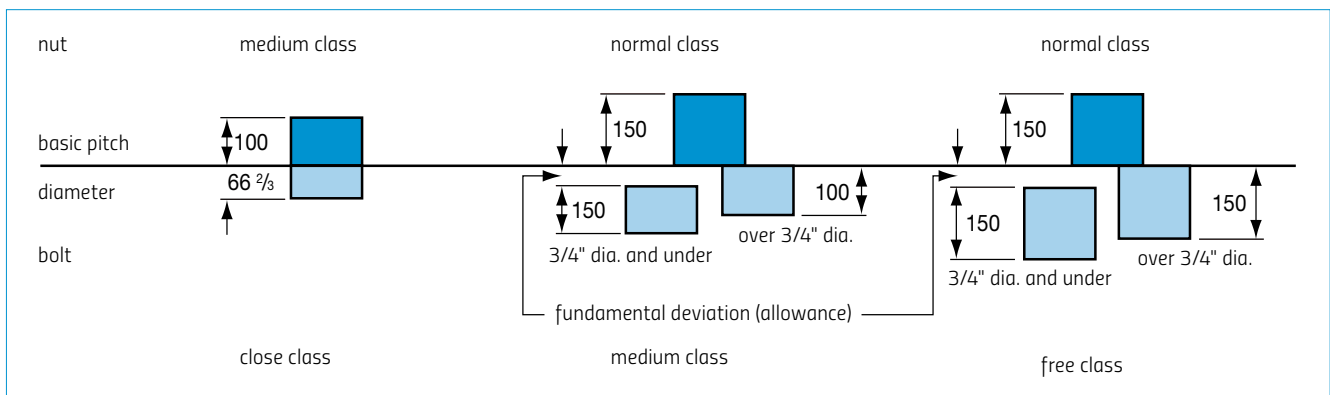 nut medium class normal class normal class
150 150
100
basic pitch
66 ⅔
diameter
100
150 150 150
over 3/4" dia. over 3/4" dia.
bolt 3/4" dia. and under
3/4" dia. and under
fundamental deviation (allowance)
close class medium class free class